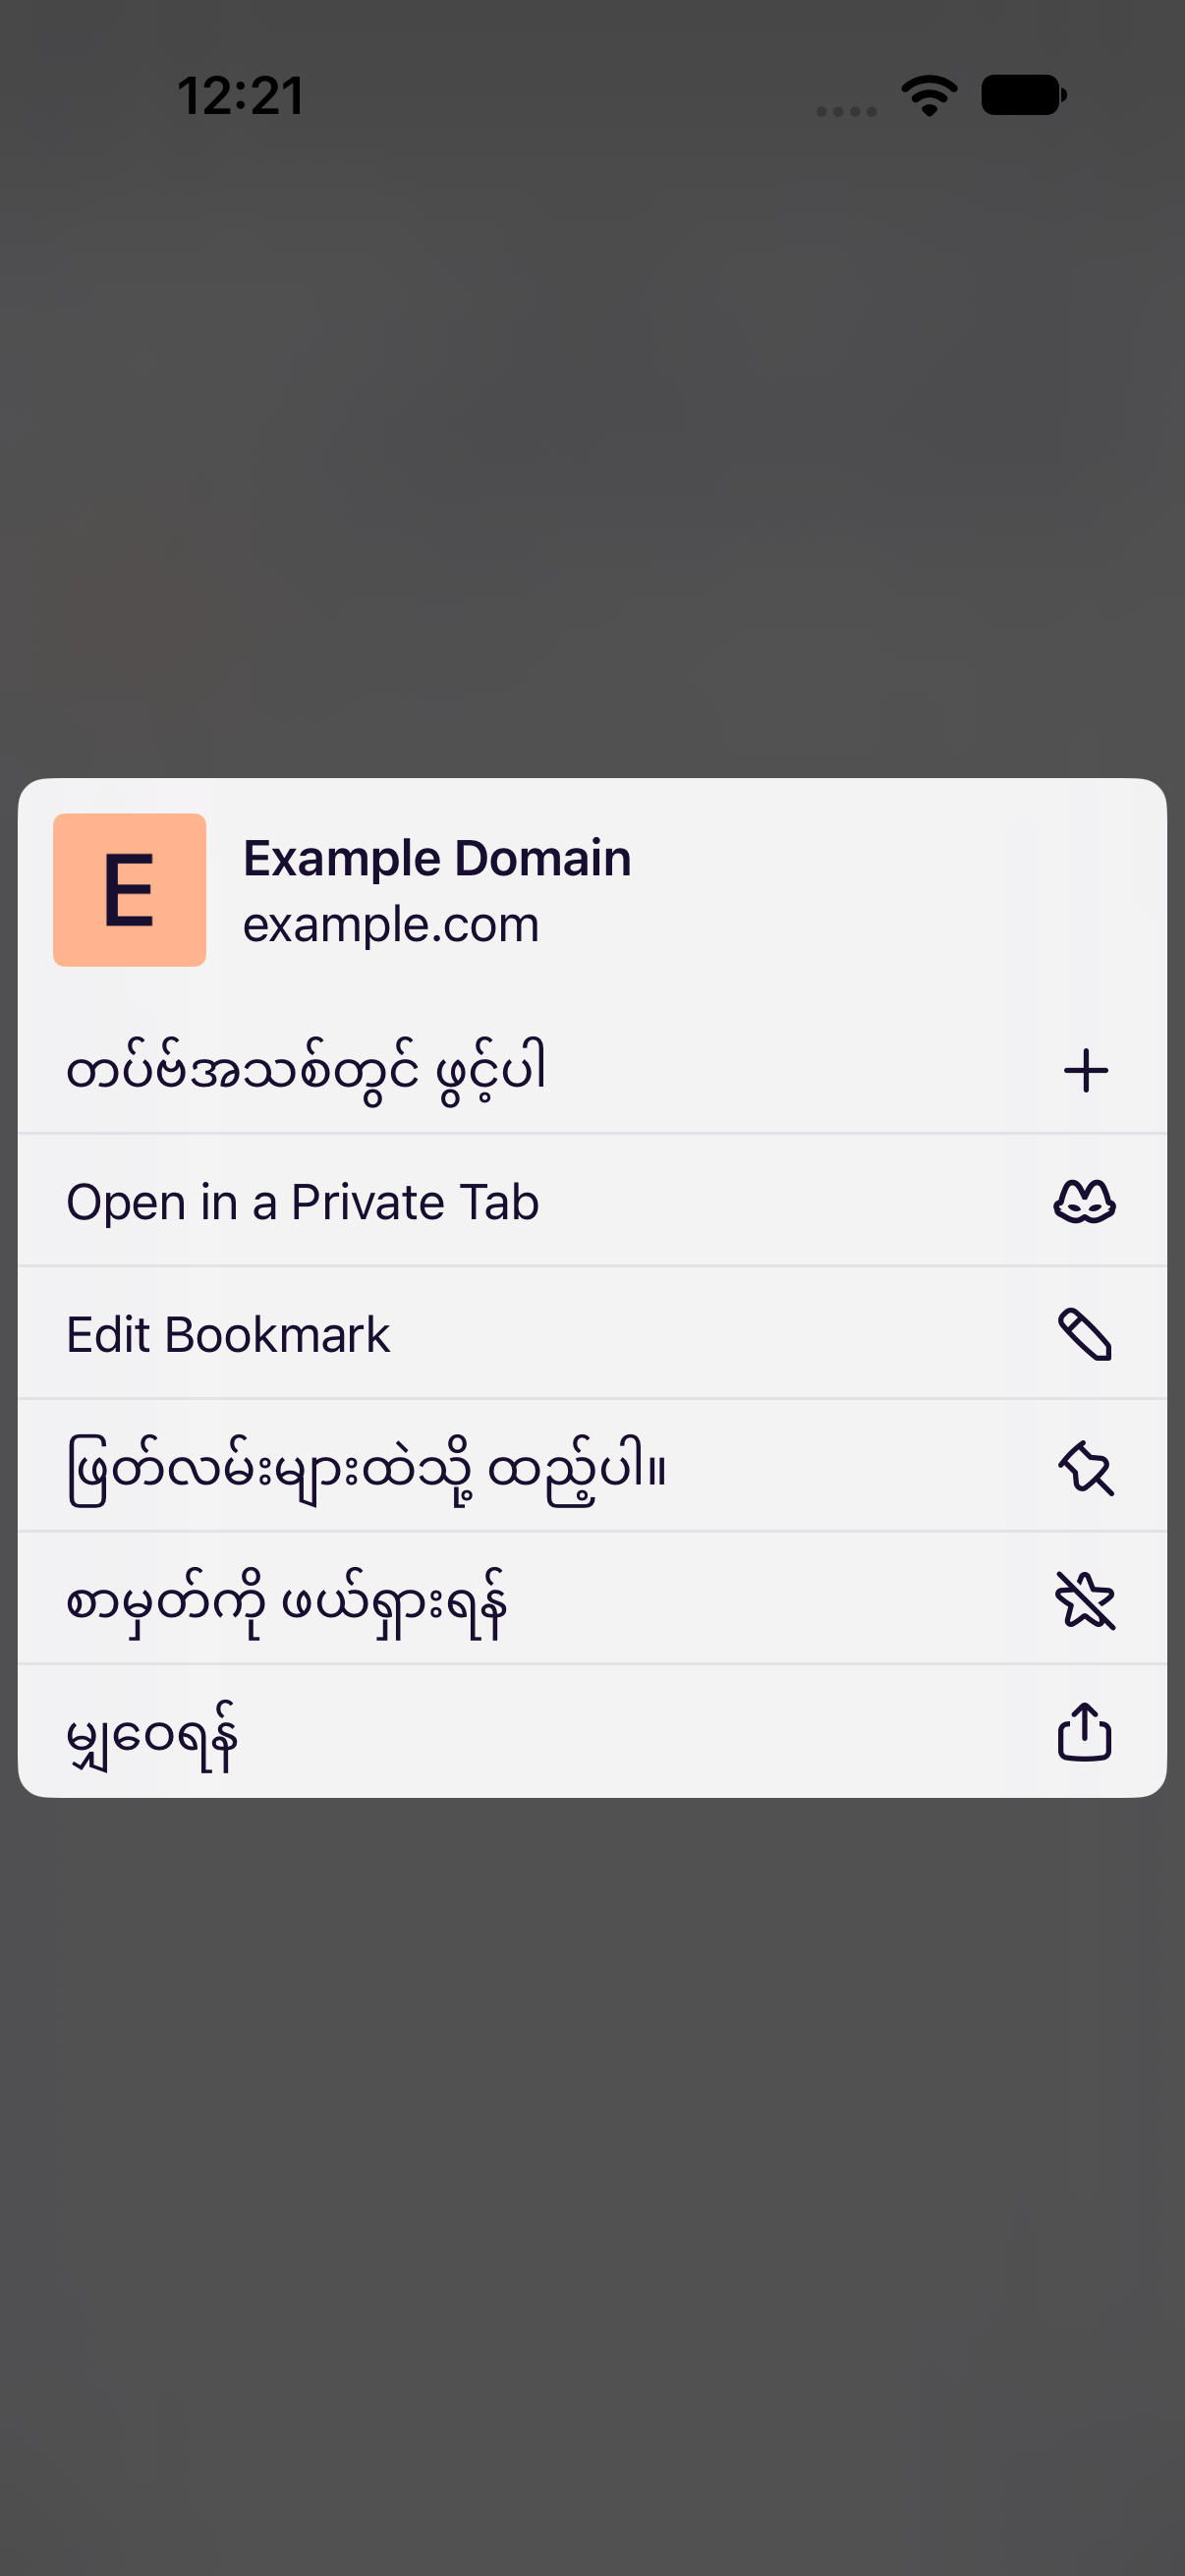 12:21
E
Example Domain
example.com
တပ်ဗ်အသစ်တွင် ဖွင့်ပါ
Open in a Private Tab
Edit Bookmark
ဖြတ်လမ်းများထဲသို့ ထည့်ပါ။
စာမှတ်ကို ဖယ်ရှားရန်
မျှဝေရန်